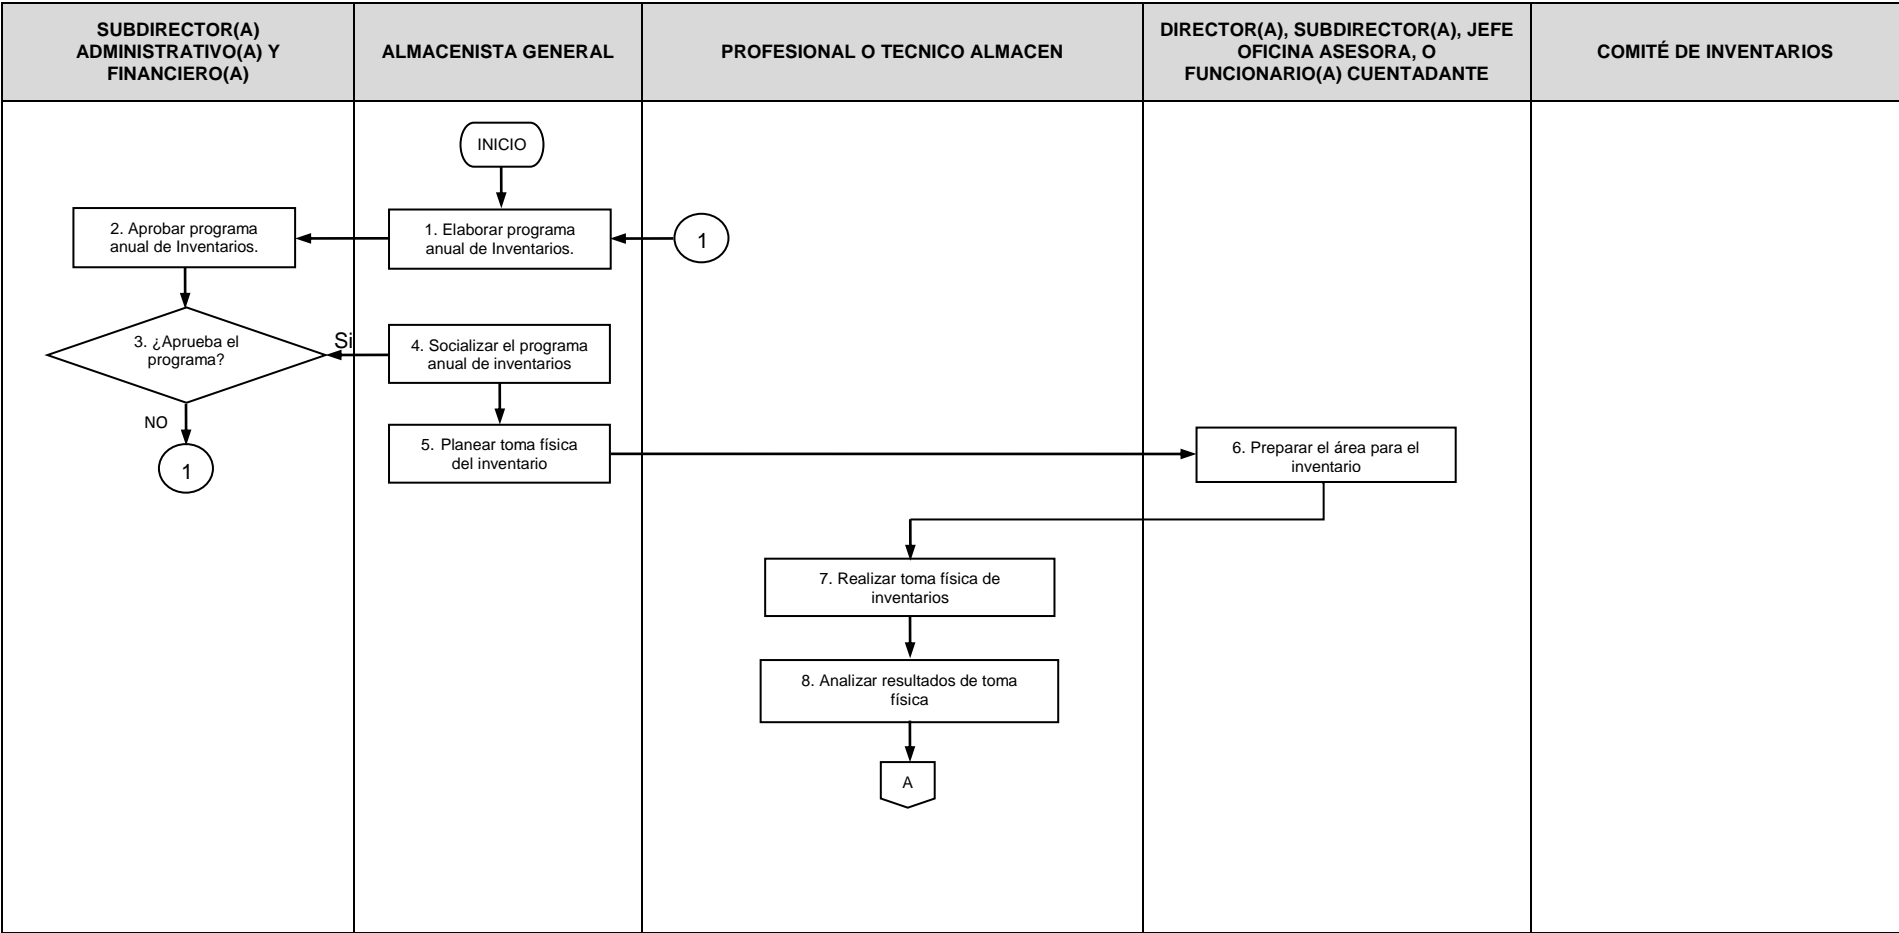 SUBDIRECTOR(A)
ADMINISTRATIVO(A) Y
FINANCIERO(A)
ALMACENISTA GENERAL
PROFESIONAL O TECNICO ALMACEN
DIRECTOR(A), SUBDIRECTOR(A), JEFE
OFICINA ASESORA, O
FUNCIONARIO(A) CUENTADANTE
COMITÉ DE INVENTARIOS
INICIO
2. Aprobar programa
anual de Inventarios.
1. Elaborar programa
anual de Inventarios.
1
3. ¿Aprueba el
programa?
Si
4. Socializar el programa
anual de inventarios
NO
1
5. Planear toma física
del inventario
6. Preparar el área para el
inventario
7. Realizar toma física de
inventarios
8. Analizar resultados de toma
física
A